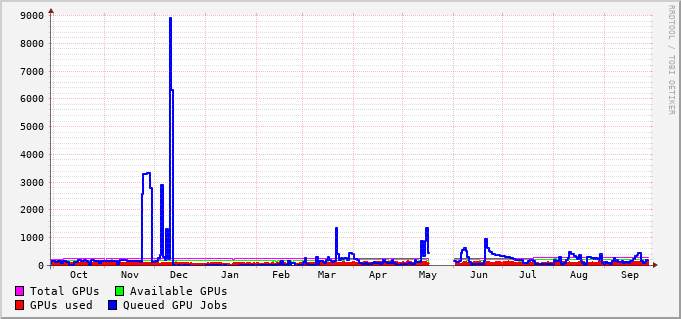 9000
8000
7000
6000
5000
4000
3000
2000
1000
0
Oct Nov Dec Jan Feb Mar Apr May Jun Jul Aug Sep
Total GPUs Available GPUs
GPUs used Queued GPU Jobs
RRDTOOL / TOBI OETIKER